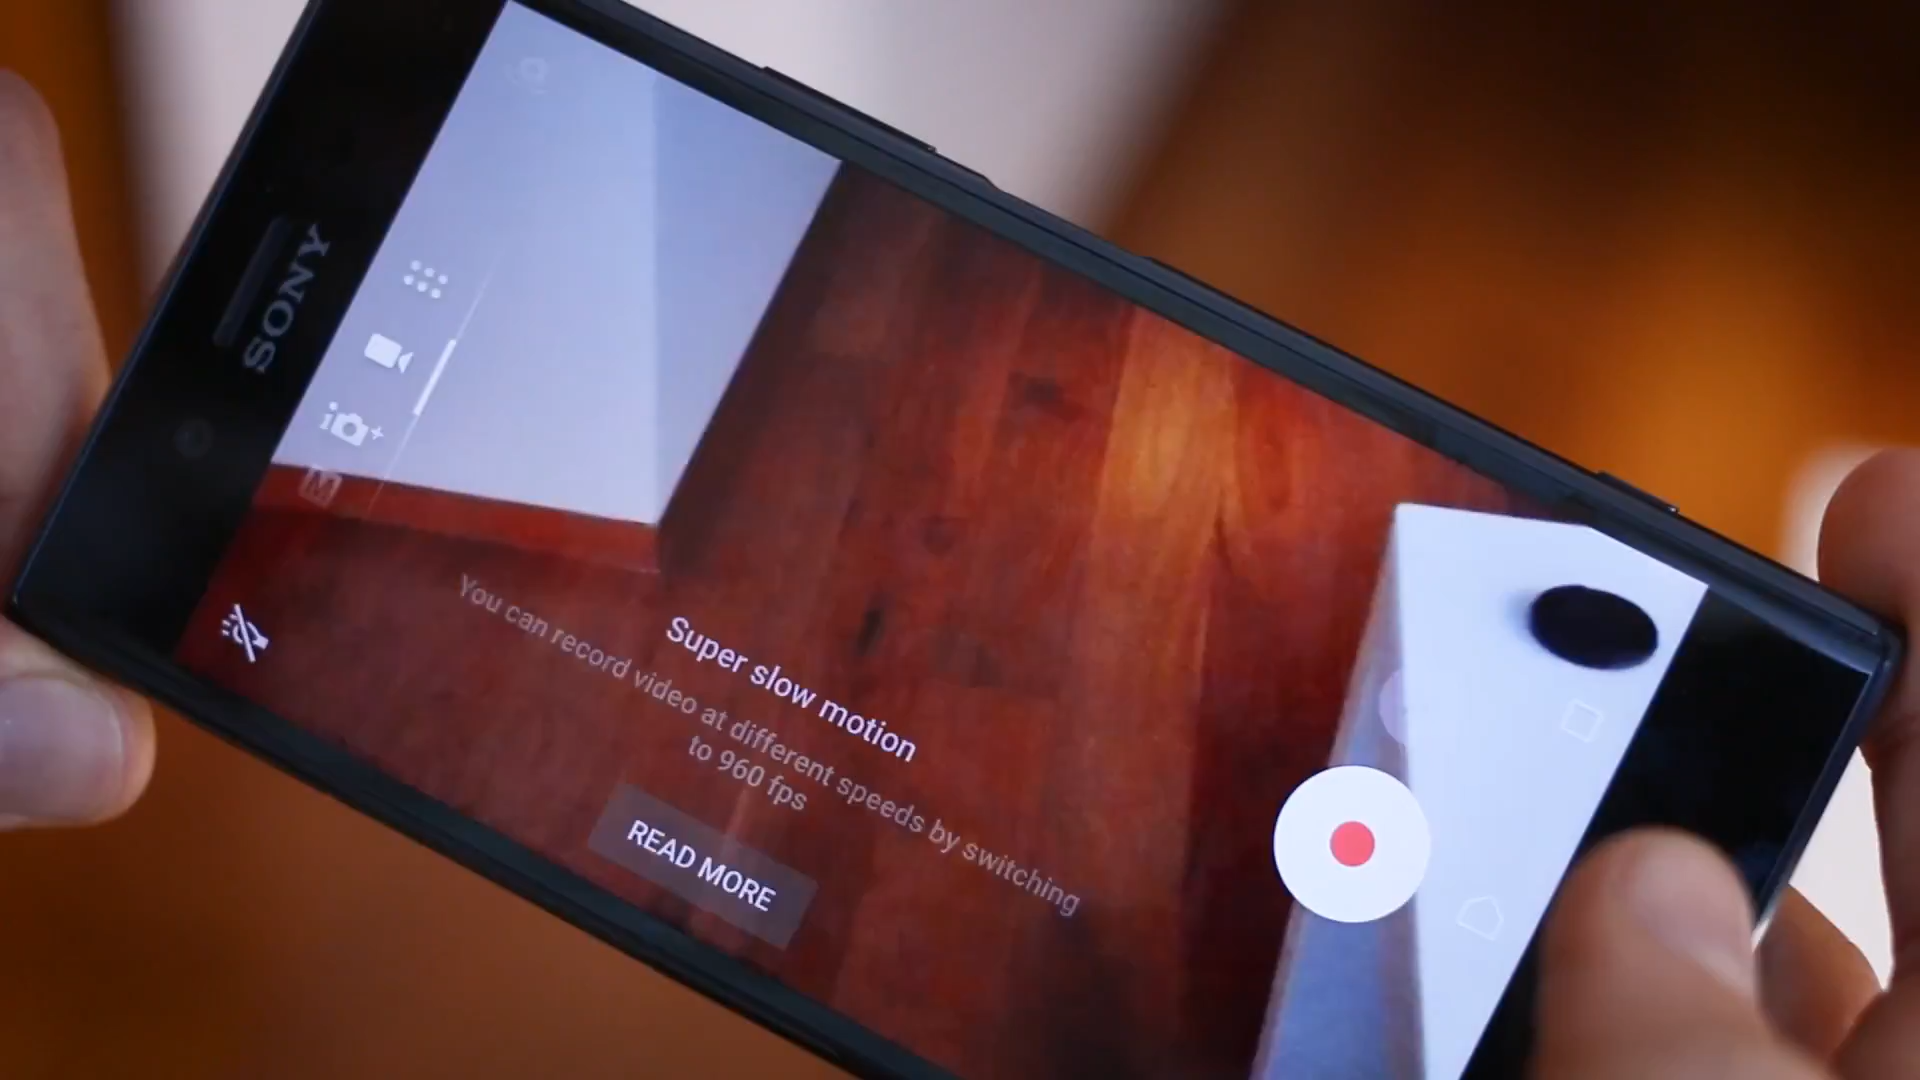 SONY
i
M
Super slow motion
You can record video at different speeds by switching
to 960 fps
READ MORE